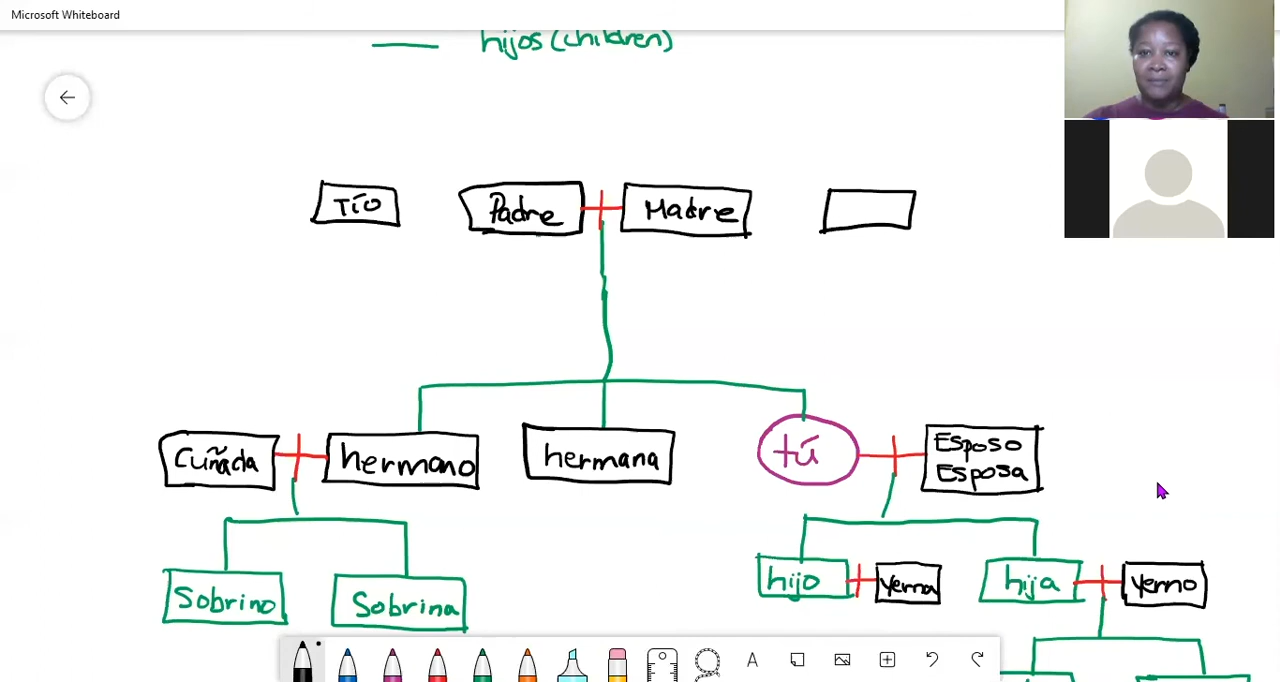 Microsoft Whiteboard
hijos (children)
Tío
Padre
Madre
Cuñada
hermano
hermana
tú
Esposo
Esposa
hijo
Yerna
hija
Yerno
Sobrino
Sobrina
A